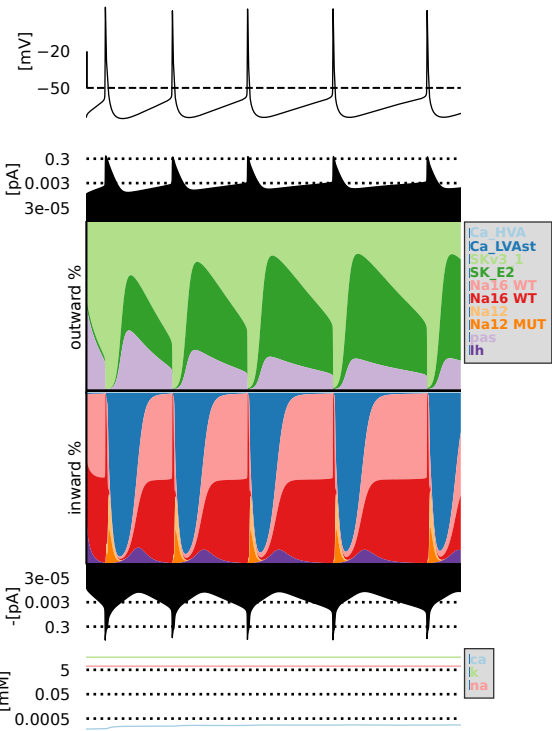 [mV]
−20
−50
[pA]
0.3
0.003
3e-05
outward %
Ca_HVA
Ca_LVAst
SKv3_1
SK_E2
Na16 WT
Na16 WT
Na12
Na12 MUT
pas
Ih
inward %
-[pA]
3e-05
0.003
0.3
[mM]
5
0.05
0.0005
ca
k
na